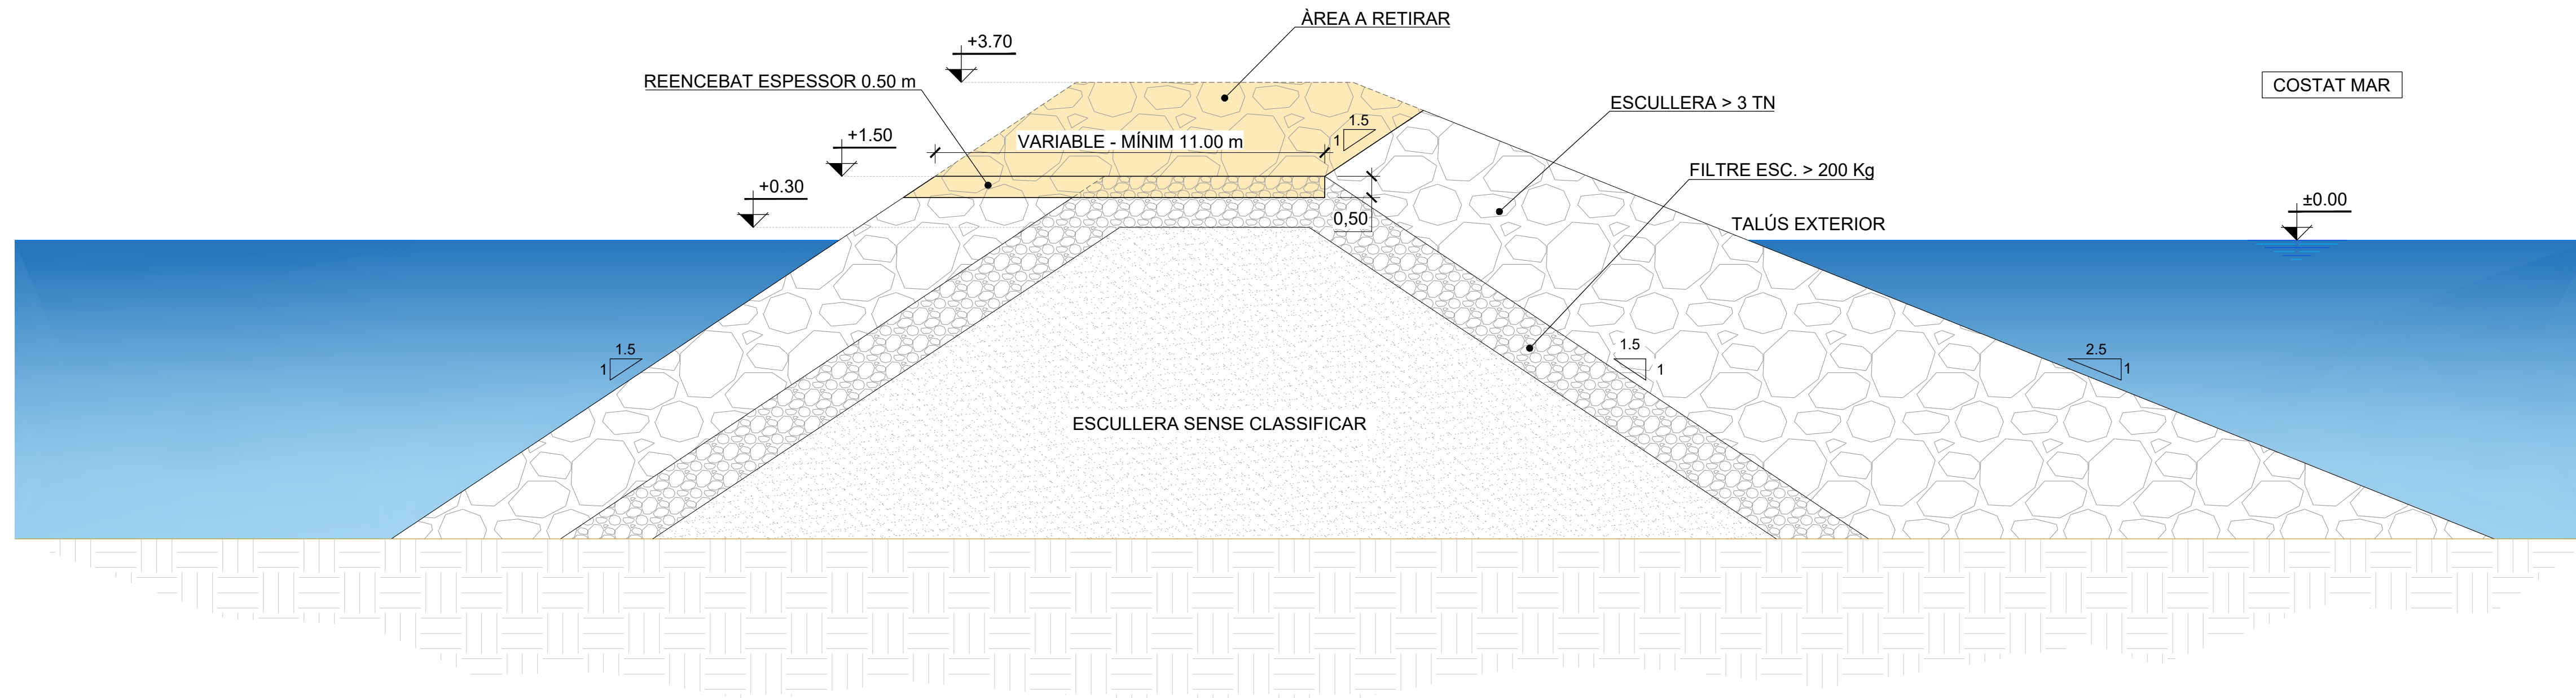 ÀREA A RETIRAR
+3.70
REENCEBAT ESPESSOR 0.50 m
COSTAT MAR
ESCULLERA > 3 TN
1.5
1
+1.50
VARIABLE - MÍNIM 11.00 m
FILTRE ESC. > 200 Kg
+0.30
±0.00
0,50
TALÚS EXTERIOR
1.5
1
1.5
1
2.5
1
ESCULLERA SENSE CLASSIFICAR